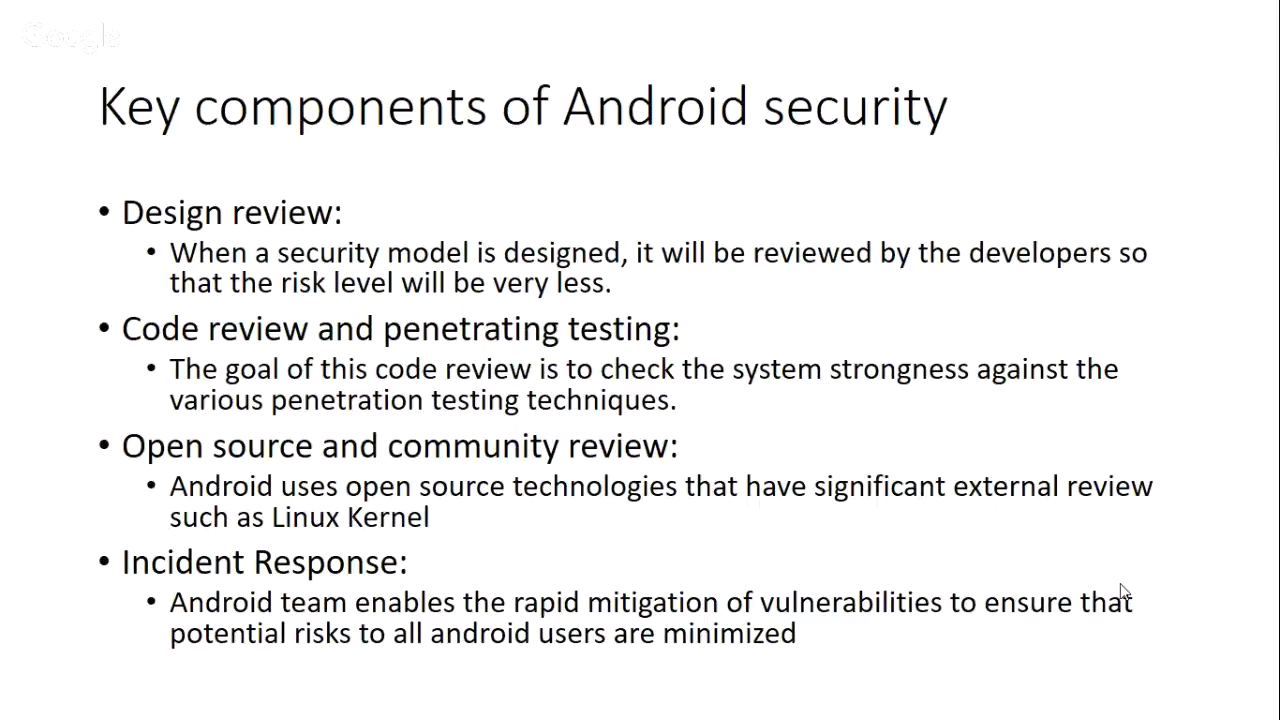 Google
Key components of Android security
• Design review:
• When a security model is designed, it will be reviewed by the developers so
that the risk level will be very less.
• Code review and penetrating testing:
• The goal of this code review is to check the system strongness against the
various penetration testing techniques.
• Open source and community review:
• Android uses open source technologies that have significant external review
such as Linux Kernel
• Incident Response:
• Android team enables the rapid mitigation of vulnerabilities to ensure that
potential risks to all android users are minimized